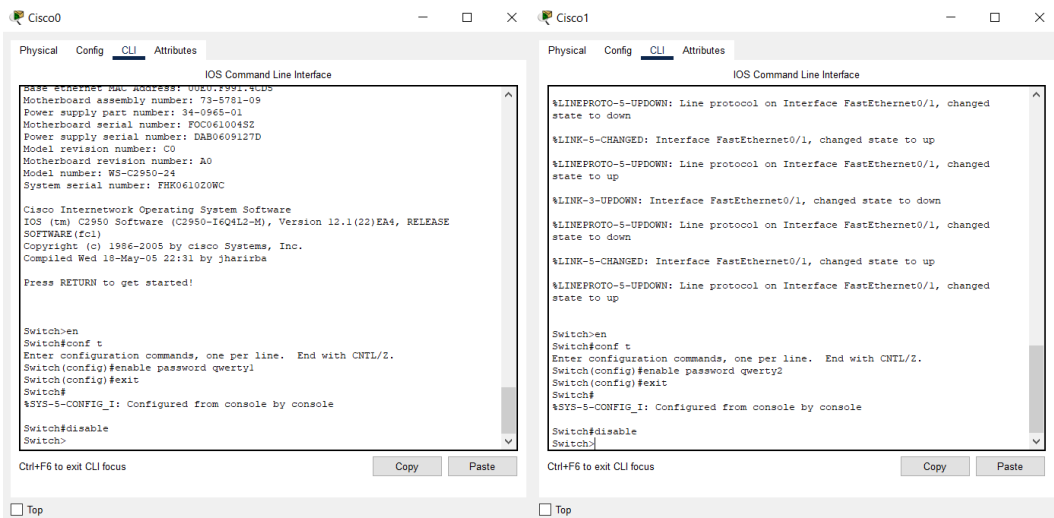 Cisco0
Physical Config CLI Attributes
IOS Command Line Interface
Base ethernet MAC Address: 00E0.F991.4CD5
Motherboard assembly number: 73-5781-09
Power supply part number: 34-0965-01
Motherboard serial number: FOC061004SZ
Power supply serial number: DAB0609127D
Model revision number: C0
Motherboard revision number: A0
Model number: WS-C2950-24
System serial number: FHK0610Z0WC
Cisco Internetwork Operating System Software
IOS (tm) C2950 Software (C2950-I6Q4L2-M), Version 12.1(22)EA4, RELEASE
SOFTWARE(fc1)
Copyright (c) 1986-2005 by cisco Systems, Inc.
Compiled Wed 18-May-05 22:31 by jharirba
Press RETURN to get started!
Switch>en
Switch#conf t
Enter configuration commands, one per line. End with CNTL/Z.
Switch(config)#enable password qwerty1
Switch(config)#exit
Switch#
%SYS-5-CONFIG_I: Configured from console by console
Switch#disable
Switch>
Ctrl+F6 to exit CLI focus
Copy Paste
Top
Cisco1
Physical Config CLI Attributes
IOS Command Line Interface
%LINEPROTO-5-UPDOWN: Line protocol on Interface FastEthernet0/1, changed
state to down
%LINK-5-CHANGED: Interface FastEthernet0/1, changed state to up
%LINEPROTO-5-UPDOWN: Line protocol on Interface FastEthernet0/1, changed
state to up
%LINK-3-UPDOWN: Interface FastEthernet0/1, changed state to down
%LINEPROTO-5-UPDOWN: Line protocol on Interface FastEthernet0/1, changed
state to down
%LINK-5-CHANGED: Interface FastEthernet0/1, changed state to up
%LINEPROTO-5-UPDOWN: Line protocol on Interface FastEthernet0/1, changed
state to up
Switch>en
Switch#conf t
Enter configuration commands, one per line. End with CNTL/Z.
Switch(config)#enable password qwerty2
Switch(config)#exit
Switch#
%SYS-5-CONFIG_I: Configured from console by console
Switch#disable
Switch>
Ctrl+F6 to exit CLI focus
Copy Paste
Top